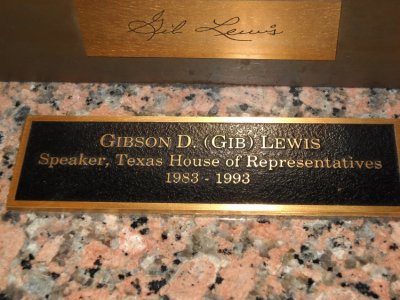 Gib Lewis
GIBSON D. (GIB) LEWIS
Speaker, Texas House of Representatives
1983 - 1993